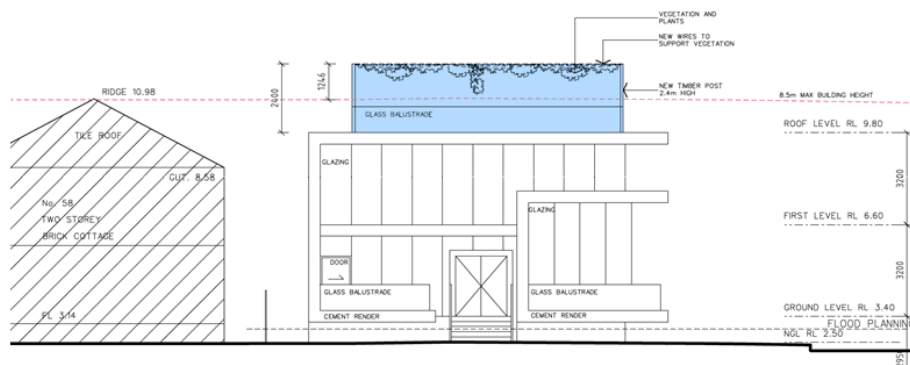 VEGETATION AND
PLANTS
NEW WIRES TO
SUPPORT VEGETATION
1246
2400
RIDGE 10.98
NEW TIMBER POST
2.4m HIGH
8.5m MAX BUILDING HEIGHT
GLASS BALUSTRADE
ROOF LEVEL RL 9.80
TILE ROOF
GLAZING
GUT. 8.58
3200
No. 58
TWO STOREY
BRICK COTTAGE
GLAZING
FIRST LEVEL RL 6.60
DOOR
3200
GLASS BALUSTRADE
GLASS BALUSTRADE
GROUND LEVEL RL 3.40
FL 3.14
CEMENT RENDER
CEMENT RENDER
FLOOD PLANNING
NGL RL 2.50
2950